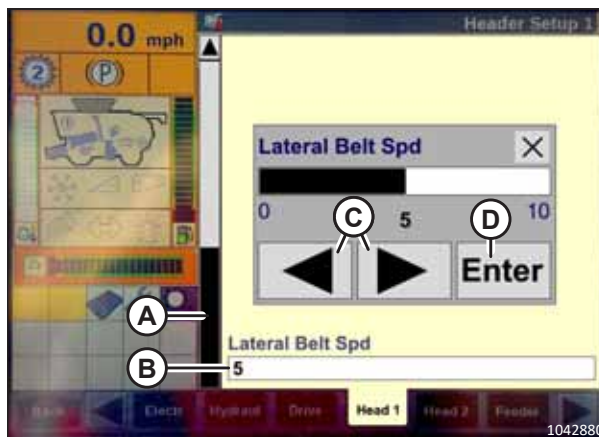 0.0 mph
Header Setup 1
2
P
Lateral Belt Spd
0 5 10
C
D
Enter
A
Lateral Belt Spd
B
5
Back Electr Hydraul Drive Head 1 Head 2 Feeder
1042880